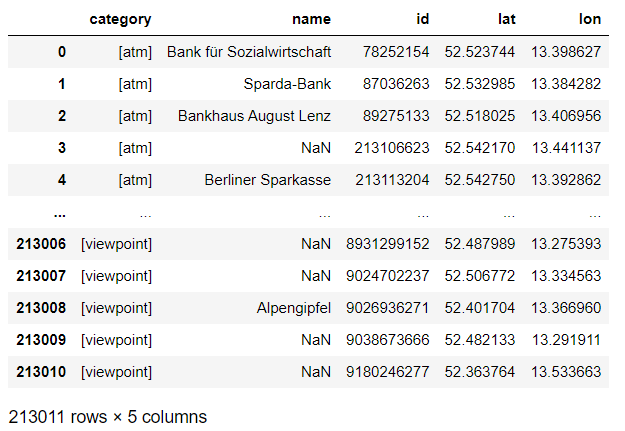 category name id lat lon
0 [atm] Bank für Sozialwirtschaft 78252154 52.523744 13.398627
1 [atm] Sparda-Bank 87036263 52.532985 13.384282
2 [atm] Bankhaus August Lenz 89275133 52.518025 13.406956
3 [atm] NaN 213106623 52.542170 13.441137
4 [atm] Berliner Sparkasse 213113204 52.542750 13.392862
... ... ... ... ... ...
213006 [viewpoint] NaN 8931299152 52.487989 13.275393
213007 [viewpoint] NaN 9024702237 52.506772 13.334563
213008 [viewpoint] Alpengipfel 9026936271 52.401704 13.366960
213009 [viewpoint] NaN 9038673666 52.482133 13.291911
213010 [viewpoint] NaN 9180246277 52.363764 13.533663
213011 rows × 5 columns